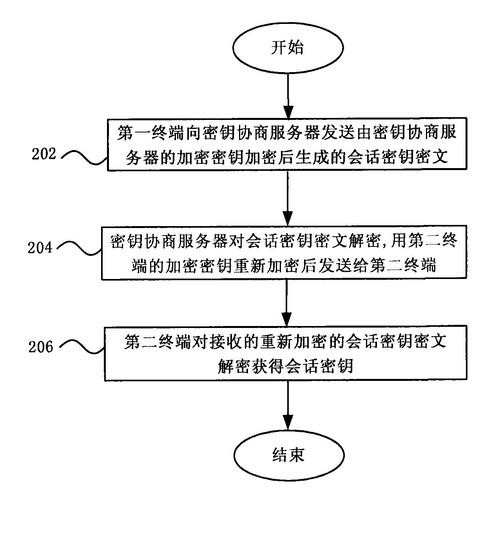 开始
202
第一终端向密钥协商服务器发送由密钥协商服
务器的加密密钥加密后生成的会话密钥密文
204
密钥协商服务器对会话密钥密文解密,用第二终
端的加密密钥重新加密后发送给第二终端
206
第二终端对接收的重新加密的会话密钥密文
解密获得会话密钥
结束